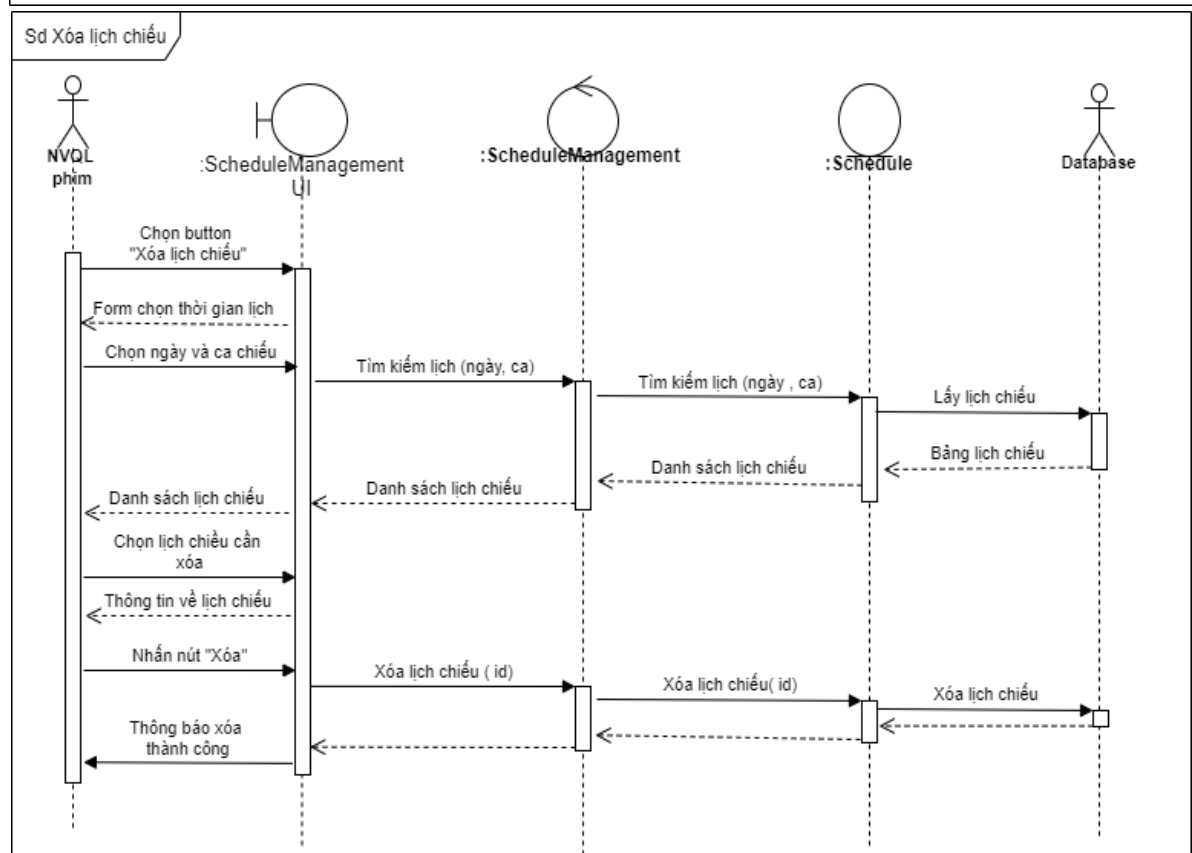 Sd Xóa lịch chiếu
NVQL
phim
:ScheduleManagement
UI
:ScheduleManagement
:Schedule
Database
Chọn button
"Xóa lịch chiếu"
Form chọn thời gian lịch
Chọn ngày và ca chiếu
Tìm kiếm lịch (ngày, ca)
Tìm kiếm lịch (ngày , ca)
Lấy lịch chiếu
Bảng lịch chiếu
Danh sách lịch chiếu
Danh sách lịch chiếu
Danh sách lịch chiếu
Chọn lịch chiều cần
xóa
Thông tin về lịch chiếu
Nhấn nút "Xóa"
Xóa lịch chiếu ( id)
Xóa lịch chiếu( id)
Xóa lịch chiếu
Thông báo xóa
thành công